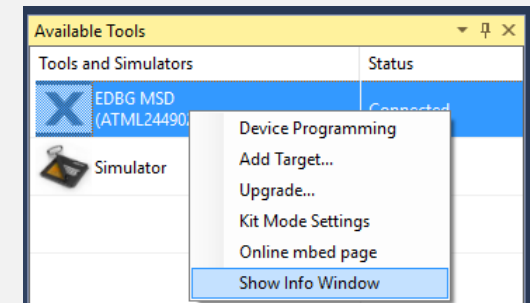 Available Tools
Tools and Simulators Status
EDBG MSD
Connected
Device Programming
Add Target...
Simulator
Upgrade...
Kit Mode Settings
Online mbed page
Show Info Window